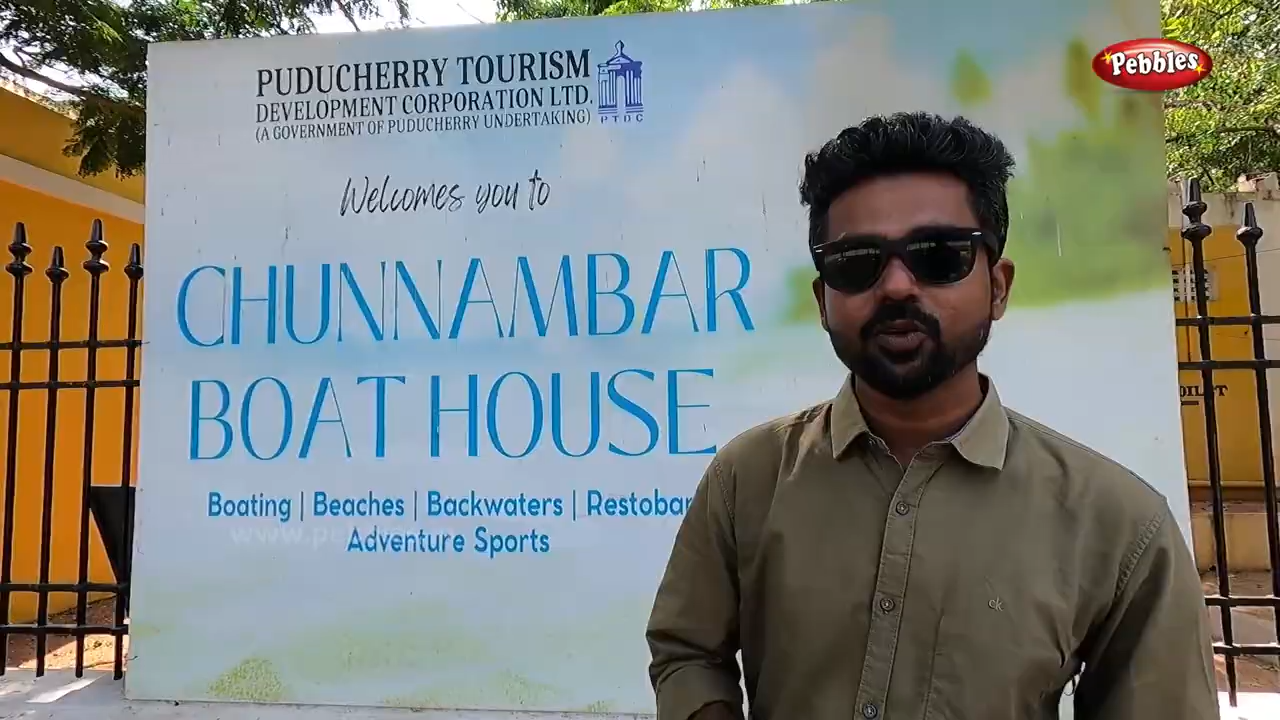 PUDUCHERRY TOURISM
DEVELOPMENT CORPORATION LTD.
(A GOVERNMENT OF PUDUCHERRY UNDERTAKING)
PTDC
Pebbles
Welcomes you to
CHUNNAMBAR
BOAT HOUSE
Boating | Beaches | Backwaters | Restobar
Adventure Sports
ck